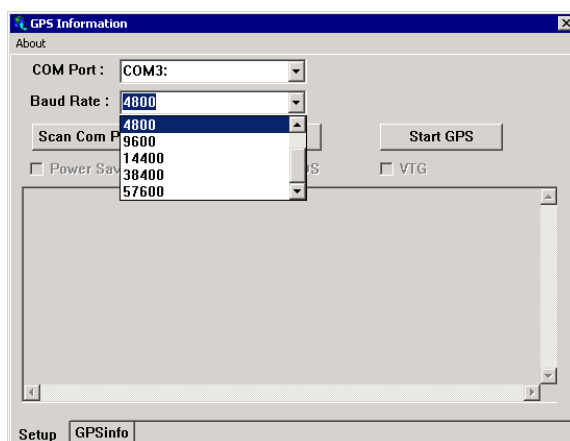 GPS Information
About
COM Port : COM3:
Baud Rate : 4800
4800
9600
14400
38400
57600
Scan Com P
Start GPS
Power Sav
VTG
Setup GPSinfo